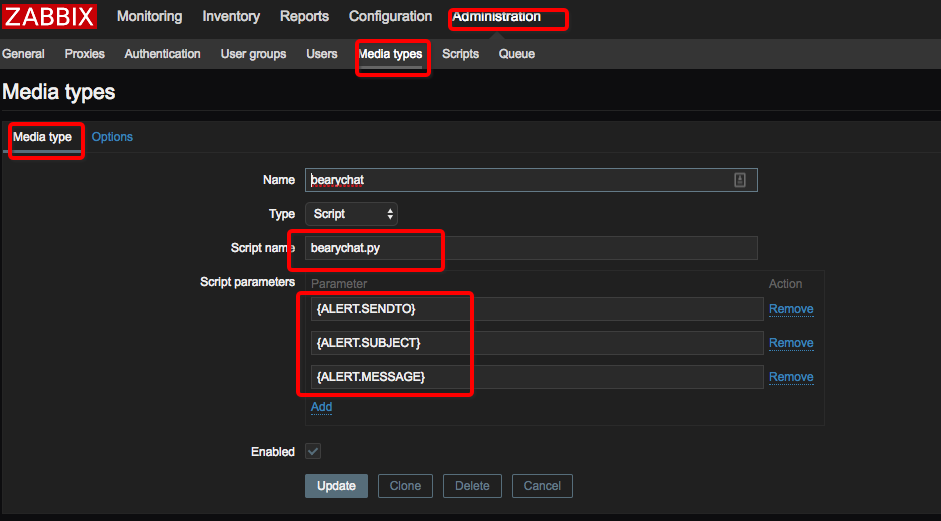 ZABBIX Monitoring Inventory Reports Configuration Administration
General Proxies Authentication User groups Users Media types Scripts Queue
Media types
Media type Options
Name bearychat
Type Script
Script name bearychat.py
Script parameters Parameter Action
{ALERT.SENDTO} Remove
{ALERT.SUBJECT} Remove
{ALERT.MESSAGE} Remove
Add
Enabled
Update Clone Delete Cancel